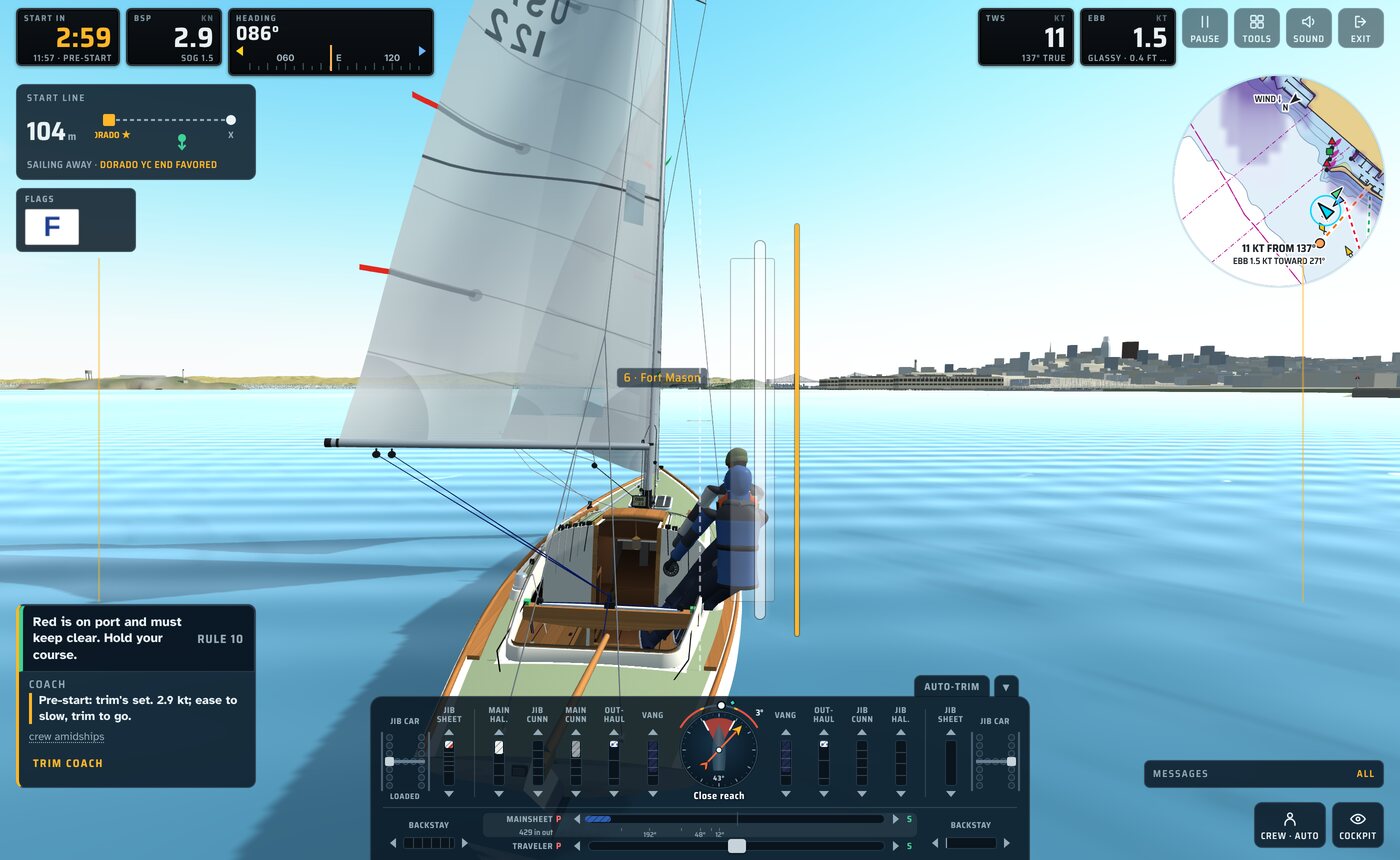 START IN
2:59
11:57 · PRE-START
BSP KN
2.9
SOG 1.5
HEADING
086°
060 E 120
TWS KT
11
137° TRUE
EBB KT
1.5
GLASSY · 0.4 FT ...
PAUSE
TOOLS
SOUND
EXIT
START LINE
104 m
ORADO ★ X
SAILING AWAY · DORADO YC END FAVORED
FLAGS
F
122
WIND
N
11 KT FROM 137°
EBB 1.5 KT TOWARD 271°
6 · Fort Mason
Red is on port and must
keep clear. Hold your
course.
RULE 10
COACH
Pre-start: trim's set. 2.9 kt; ease to
slow, trim to go.
crew amidships
TRIM COACH
AUTO-TRIM ▼
JIB CAR
LOADED
JIB SHEET
MAIN HAL.
JIB CUNN
MAIN CUNN
OUT-HAUL
VANG
3°
43°
Close reach
VANG
OUT-HAUL
JIB CUNN
JIB HAL.
JIB SHEET
JIB CAR
BACKSTAY
MAINSHEET P S
429 in out 192" 48" 12"
TRAVELER P S
BACKSTAY
MESSAGES ALL
CREW · AUTO
COCKPIT